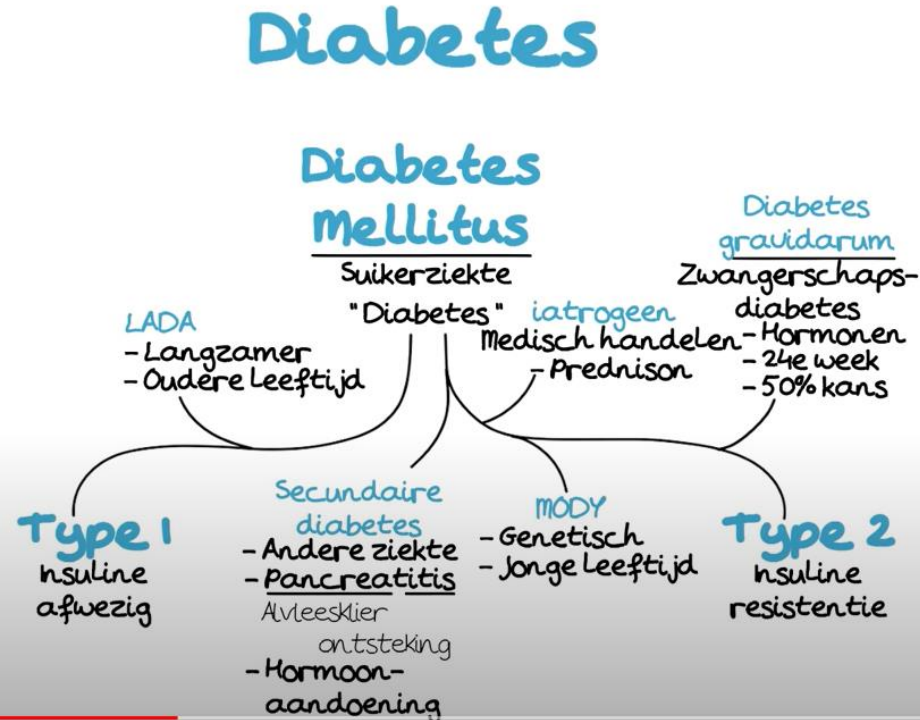 Diabetes
Diabetes
mellitus
Suikerziekte
"Diabetes"
LADA
- Langzamer
- Oudere leeftijd
iatrogeen
Medisch handelen
- Prednison
Diabetes
gravidarum
Zwangerschaps-
diabetes
- Hormonen
- 24e week
- 50% kans
Type 1
Insuline
afwezig
Secundaire
diabetes
- Andere ziekte
- Pancreatitis
Alvleesklier
ontsteking
- Hormoon-
aandoening
MODY
- Genetisch
- Jonge leeftijd
Type 2
Insuline
resistentie